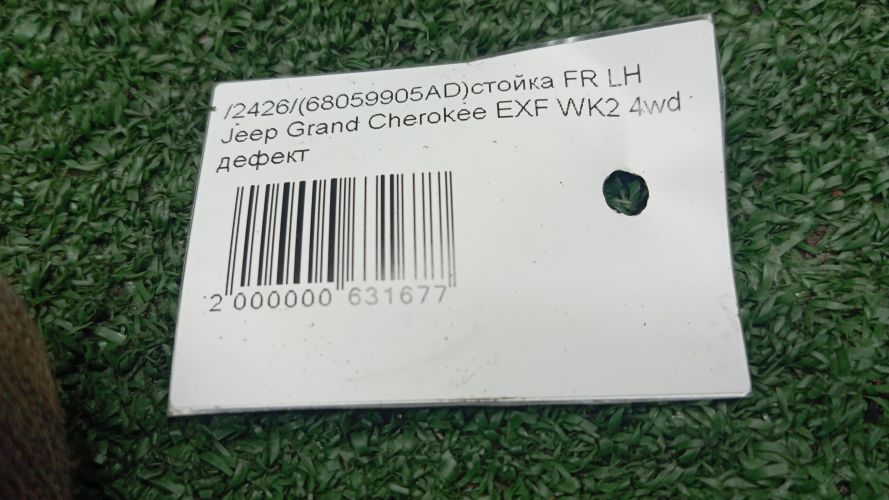 /2426/(68059905AD)стойка FR LH
Jeep Grand Cherokee EXF WK2 4wd
дефект
2 000000 631677